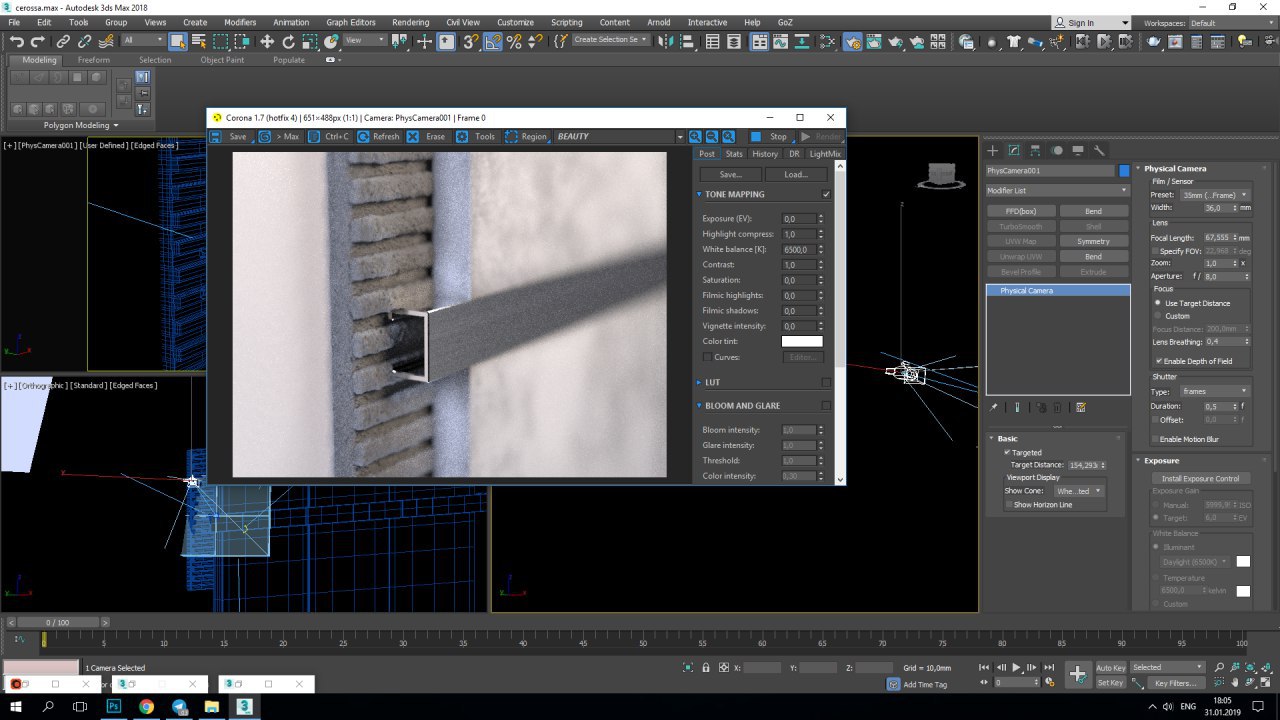 cerossa.max - Autodesk 3ds Max 2018
File Edit Tools Group Views Create Modifiers Animation Graph Editors Rendering Civil View Customize Scripting Content Arnold Interactive Help GoZ Sign In Workspaces: Default
All View Create Selection Se
Modeling Freeform Selection Object Paint Populate
Polygon Modeling
PhysCamera001 ] [ User Defined ] [ Edged Faces ]
Corona 1.7 (hotfix 4) | 651×488px (1:1) | Camera: PhysCamera001 | Frame 0
Save > Max Ctrl+C Refresh Erase Tools Region BEAUTY Stop Render
Post Stats History DR LightMix
Save... Load...
TONE MAPPING
Exposure (EV): 0,0
Highlight compress: 1,0
White balance [K]: 6500,0
Contrast: 1,0
Saturation: 0,0
Filmic highlights: 0,0
Filmic shadows: 0,0
Vignette intensity: 0,0
Color tint:
Curves: Editor...
LUT
BLOOM AND GLARE
Bloom intensity: 1,0
Glare intensity: 1,0
Threshold: 1,0
Color intensity: 0,30
[+] [Orthographic ] [ Standard ] [ Edged Faces ]
PhysCamera001
Modifier List
FFD(box) Bend
TurboSmooth Shell
UVW Map Symmetry
Unwrap UVW Bend
Bevel Profile Extrude
Physical Camera
Basic
Targeted
Target Distance: 154,293
Viewport Display
Show Cone: Whe...ted
Show Horizon Line
Physical Camera
Film / Sensor
Preset: 35mm (...Frame)
Width: 36,0 mm
Lens
Focal Length: 67,555 mm
Specify FOV: deg
Zoom: 1,0 x
Aperture: f / 8,0
Focus
Use Target Distance
Custom
Focus Distance: 200,0mm
Lens Breathing: 0,4
Enable Depth of Field
Shutter
Type: frames
Duration: 0,5 f
Offset: 0,0 f
Enable Motion Blur
Exposure
Install Exposure Control
Exposure Gain
Manual: ISO
Target: 6,0 EV
White Balance
Illuminant
Daylight (6500K)
Temperature
6500,0 kelvin
Custom
0 / 100
0 5 10 15 20 25 30 35 40 45 50 55 60 65 70 75 80 85 90 95 100
1 Camera Selected
X: Y: Z: Grid = 10,0mm
Add Time Tag
0
Auto Key Selected
Set Key Key Filters...
ENG 18:05
31.01.2019